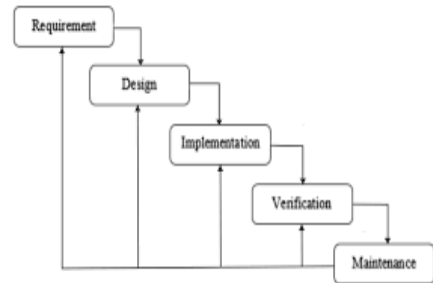 Requirement
Design
Implementation
Verification
Maintenance